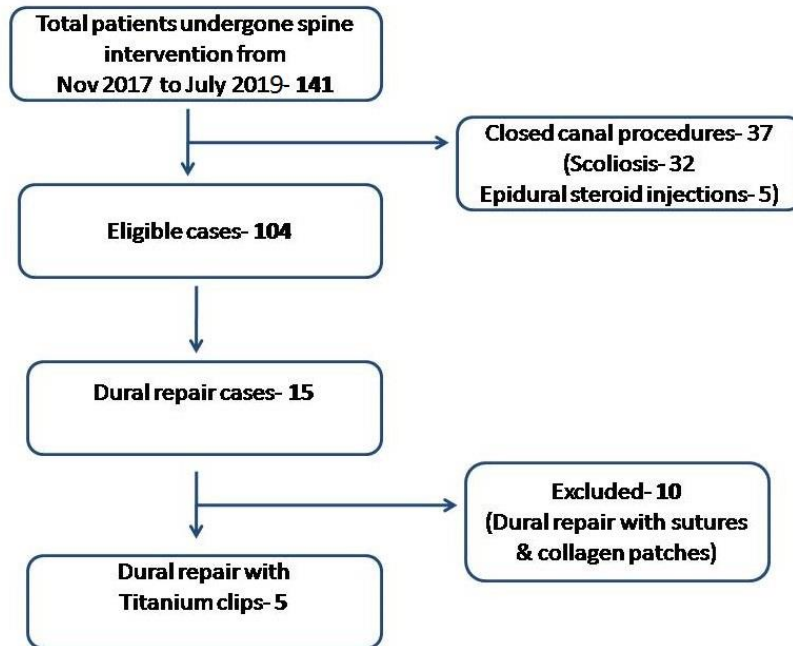 Total patients undergone spine
intervention from
Nov 2017 to July 2019- 141
Closed canal procedures- 37
(Scoliosis- 32
Epidural steroid injections- 5)
Eligible cases- 104
Dural repair cases- 15
Excluded- 10
(Dural repair with sutures
& collagen patches)
Dural repair with
Titanium clips- 5